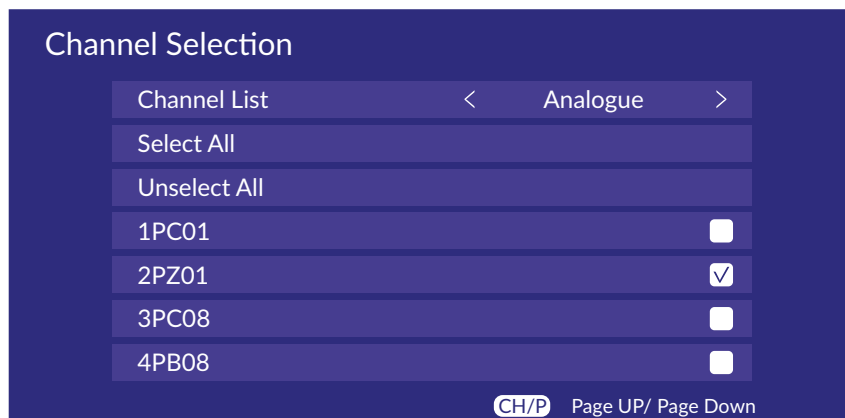 Channel Selection
Channel List < Analogue >
Select All
Unselect All
1PC01
2PZ01
3PC08
4PB08
CH/P Page UP/ Page Down